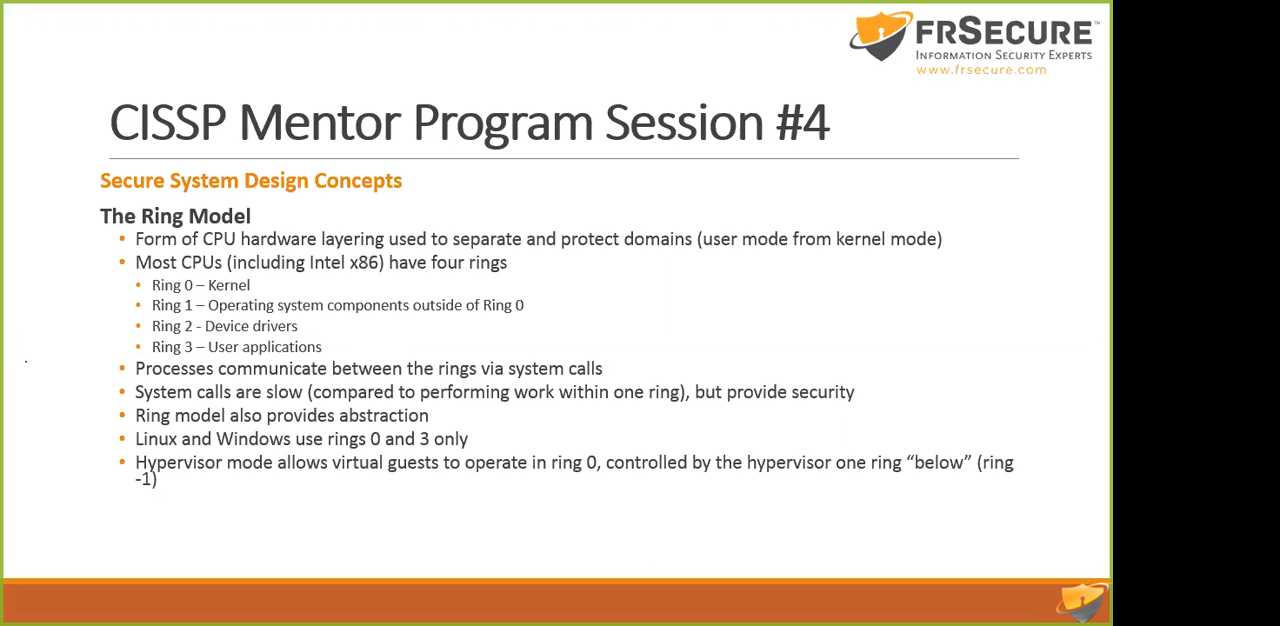 FRSECURE™
INFORMATION SECURITY EXPERTS
www.frsecure.com
CISSP Mentor Program Session #4
Secure System Design Concepts
The Ring Model
• Form of CPU hardware layering used to separate and protect domains (user mode from kernel mode)
• Most CPUs (including Intel x86) have four rings
• Ring 0 – Kernel
• Ring 1 – Operating system components outside of Ring 0
• Ring 2 - Device drivers
• Ring 3 – User applications
• Processes communicate between the rings via system calls
• System calls are slow (compared to performing work within one ring), but provide security
• Ring model also provides abstraction
• Linux and Windows use rings 0 and 3 only
• Hypervisor mode allows virtual guests to operate in ring 0, controlled by the hypervisor one ring “below” (ring
-1)